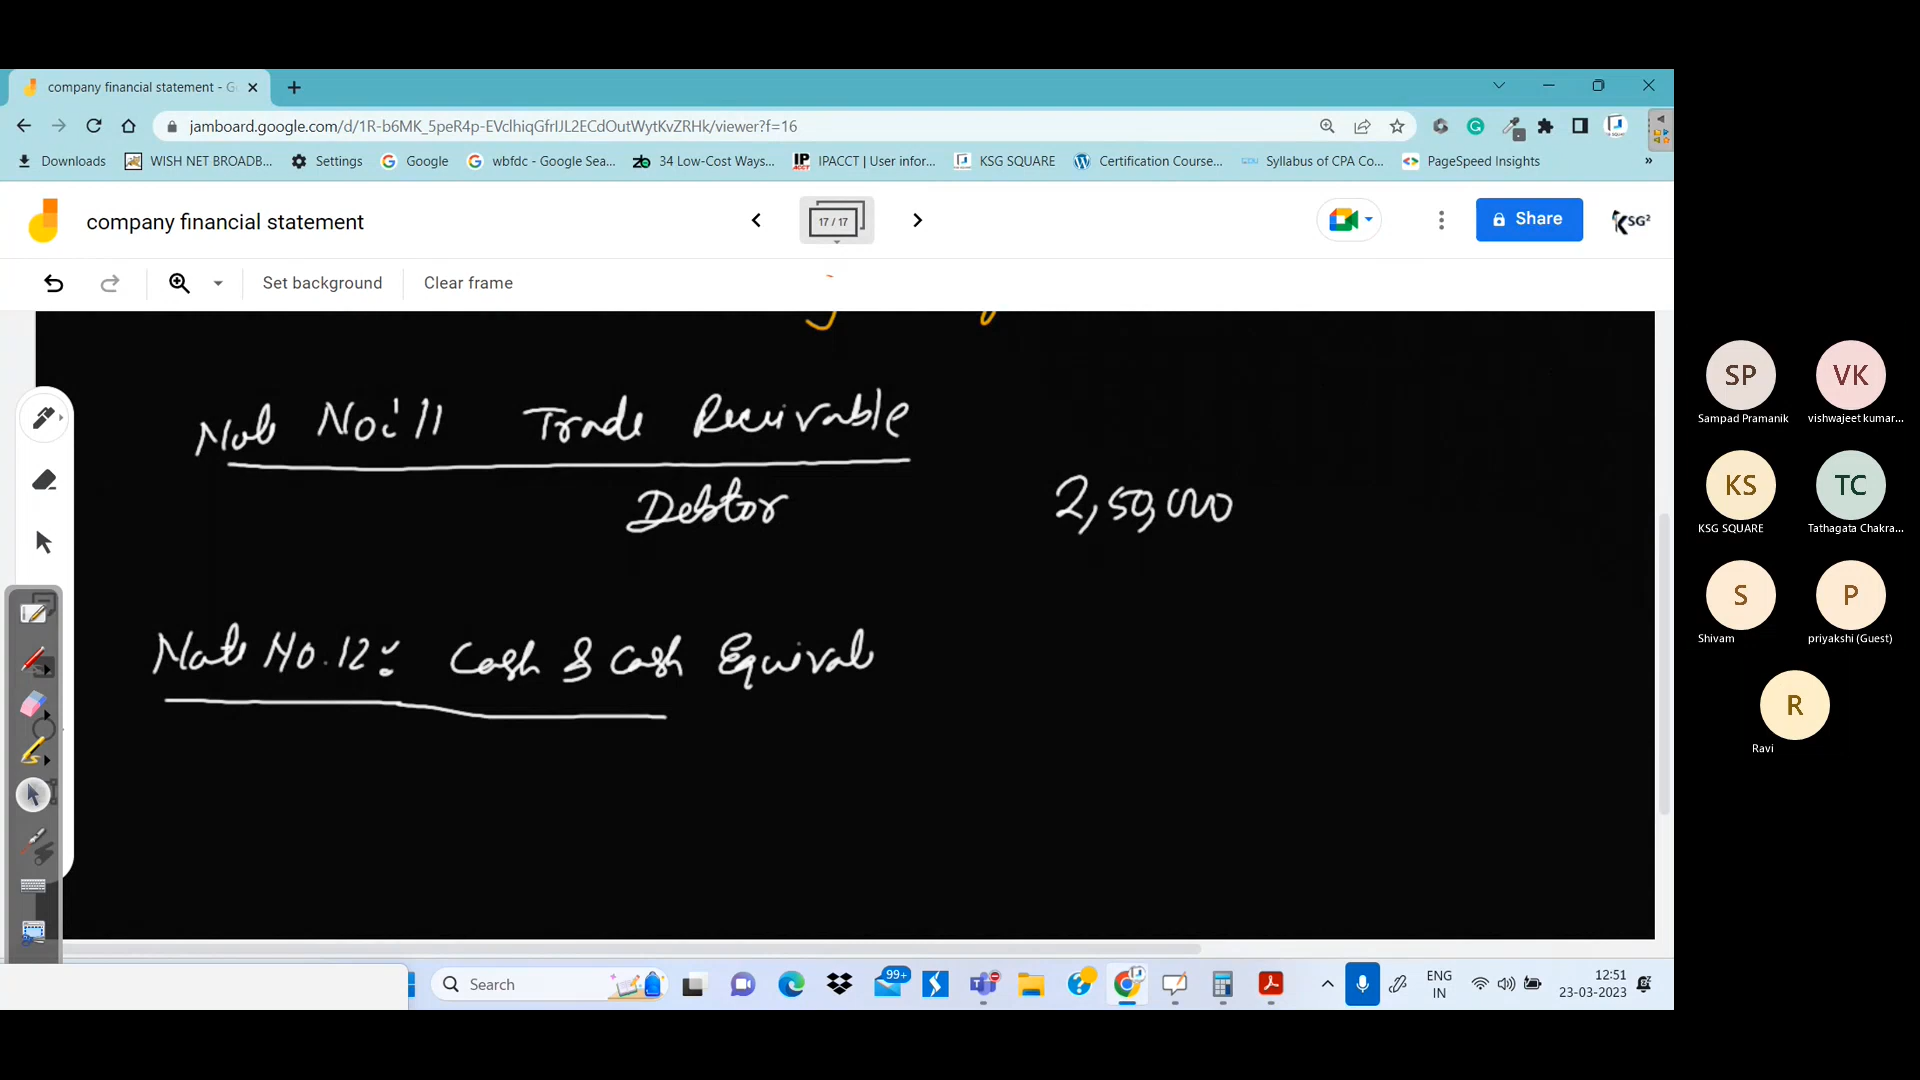 company financial statement - G
jamboard.google.com/d/1R-b6MK_5peR4p-EVclhiqGfrIJL2ECdOutWytKvZRHk/viewer?f=16
Downloads WISH NET BROADB... Settings Google wbfdc - Google Sea... 34 Low-Cost Ways... IPACCT | User infor... KSG SQUARE Certification Course... Syllabus of CPA Co... PageSpeed Insights »
company financial statement
17 / 17
Share
KSG²
Set background Clear frame
Note No: 11 Trade Receivable
Debtor 2,50,000
Note No. 12: Cash & Cash Equival
SP VK
Sampad Pramanik vishwajeet kumar...
KS TC
KSG SQUARE Tathagata Chakra...
S P
Shivam priyakshi (Guest)
R
Ravi
Search
99+
ENG
IN
12:51
23-03-2023